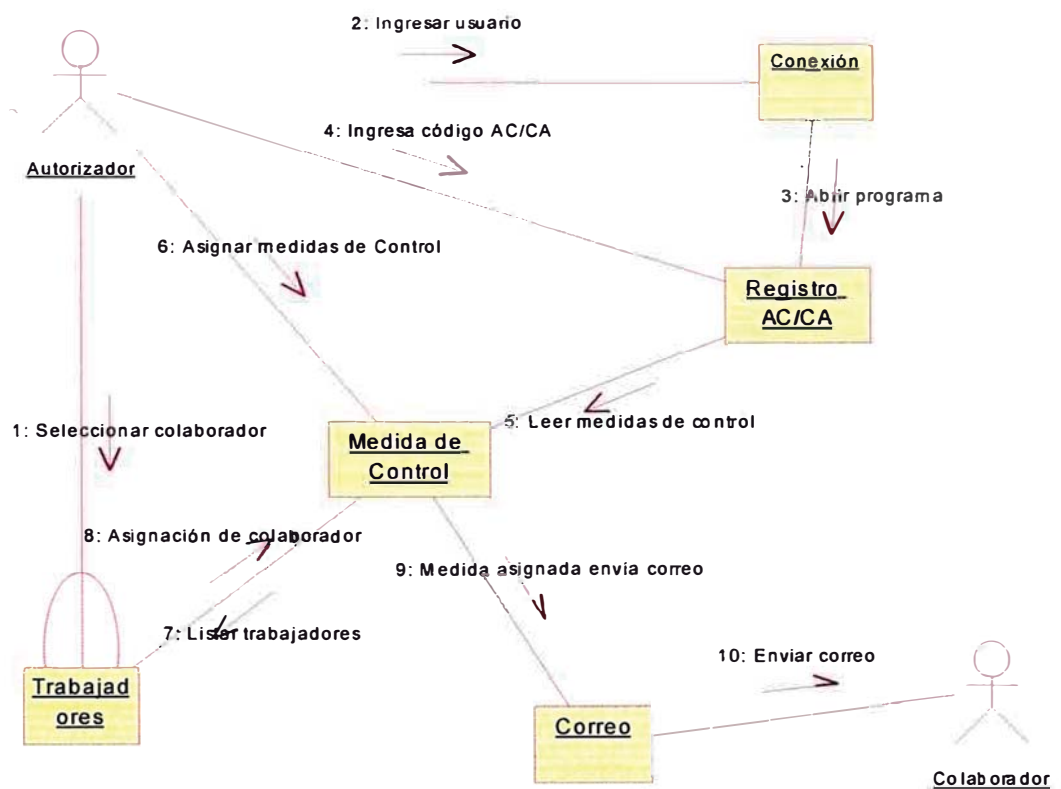 2: Ingresar usuario
Conexión
4: Ingresa código AC/CA
Autorizador
3: Abrir programa
6: Asignar medidas de Control
Registro
AC/CA
1: Seleccionar colaborador
5: Leer medidas de control
Medida de
Control
8: Asignación de colaborador
9: Medida asignada envía correo
7: Listar trabajadores
10: Enviar correo
Trabajad
ores
Correo
Colaborador